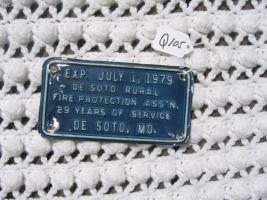 Q105.
EXP. JULY 1, 1979
DE SOTO RURAL
FIRE PROTECTION ASS'N.
29 YEARS OF SERVICE
DE SOTO, MO.